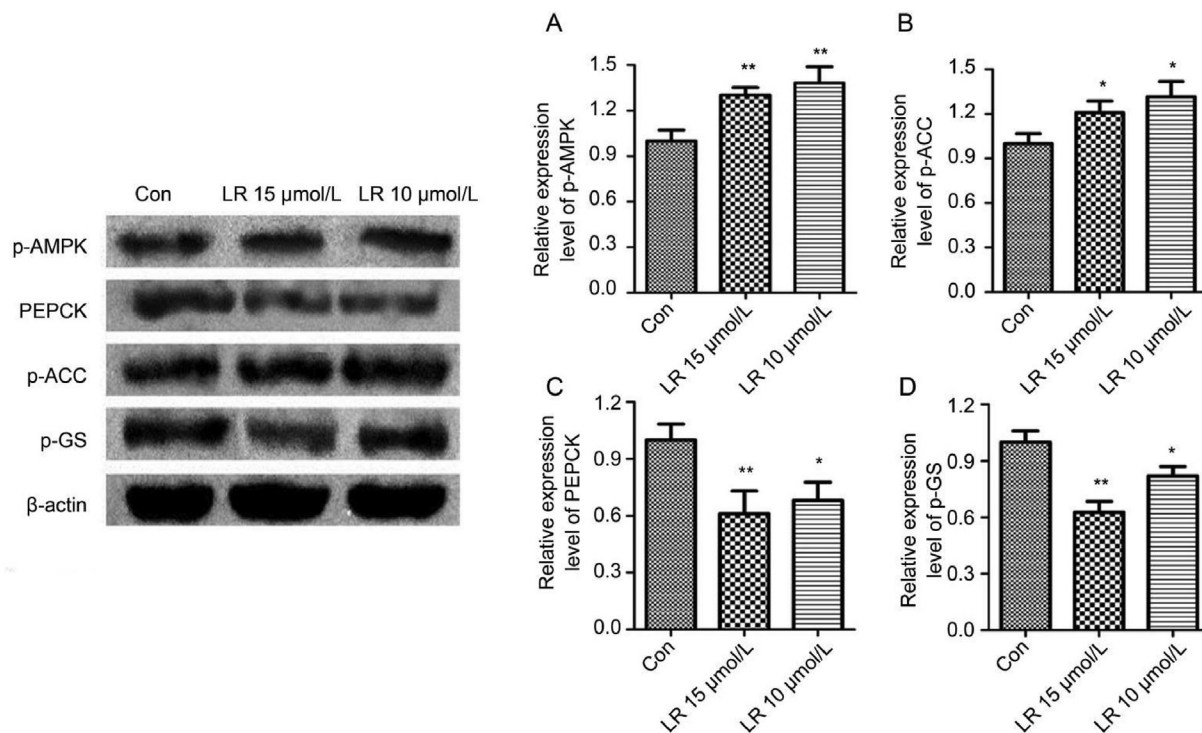 Con LR 15 μmol/L LR 10 μmol/L
p-AMPK
PEPCK
p-ACC
p-GS
β-actin
A
Relative expression
level of p-AMPK
1.5
1.2
0.9
0.6
0.3
0.0
** **
Con LR 15 μmol/L LR 10 μmol/L
B
Relative expression
level of p-ACC
1.5
1.2
0.9
0.6
0.3
0.0
* *
Con LR 15 μmol/L LR 10 μmol/L
C
Relative expression
level of PEPCK
1.2
0.9
0.6
0.3
0.0
** *
Con LR 15 μmol/L LR 10 μmol/L
D
Relative expression
level of p-GS
1.2
0.9
0.6
0.3
0.0
** *
Con LR 15 μmol/L LR 10 μmol/L